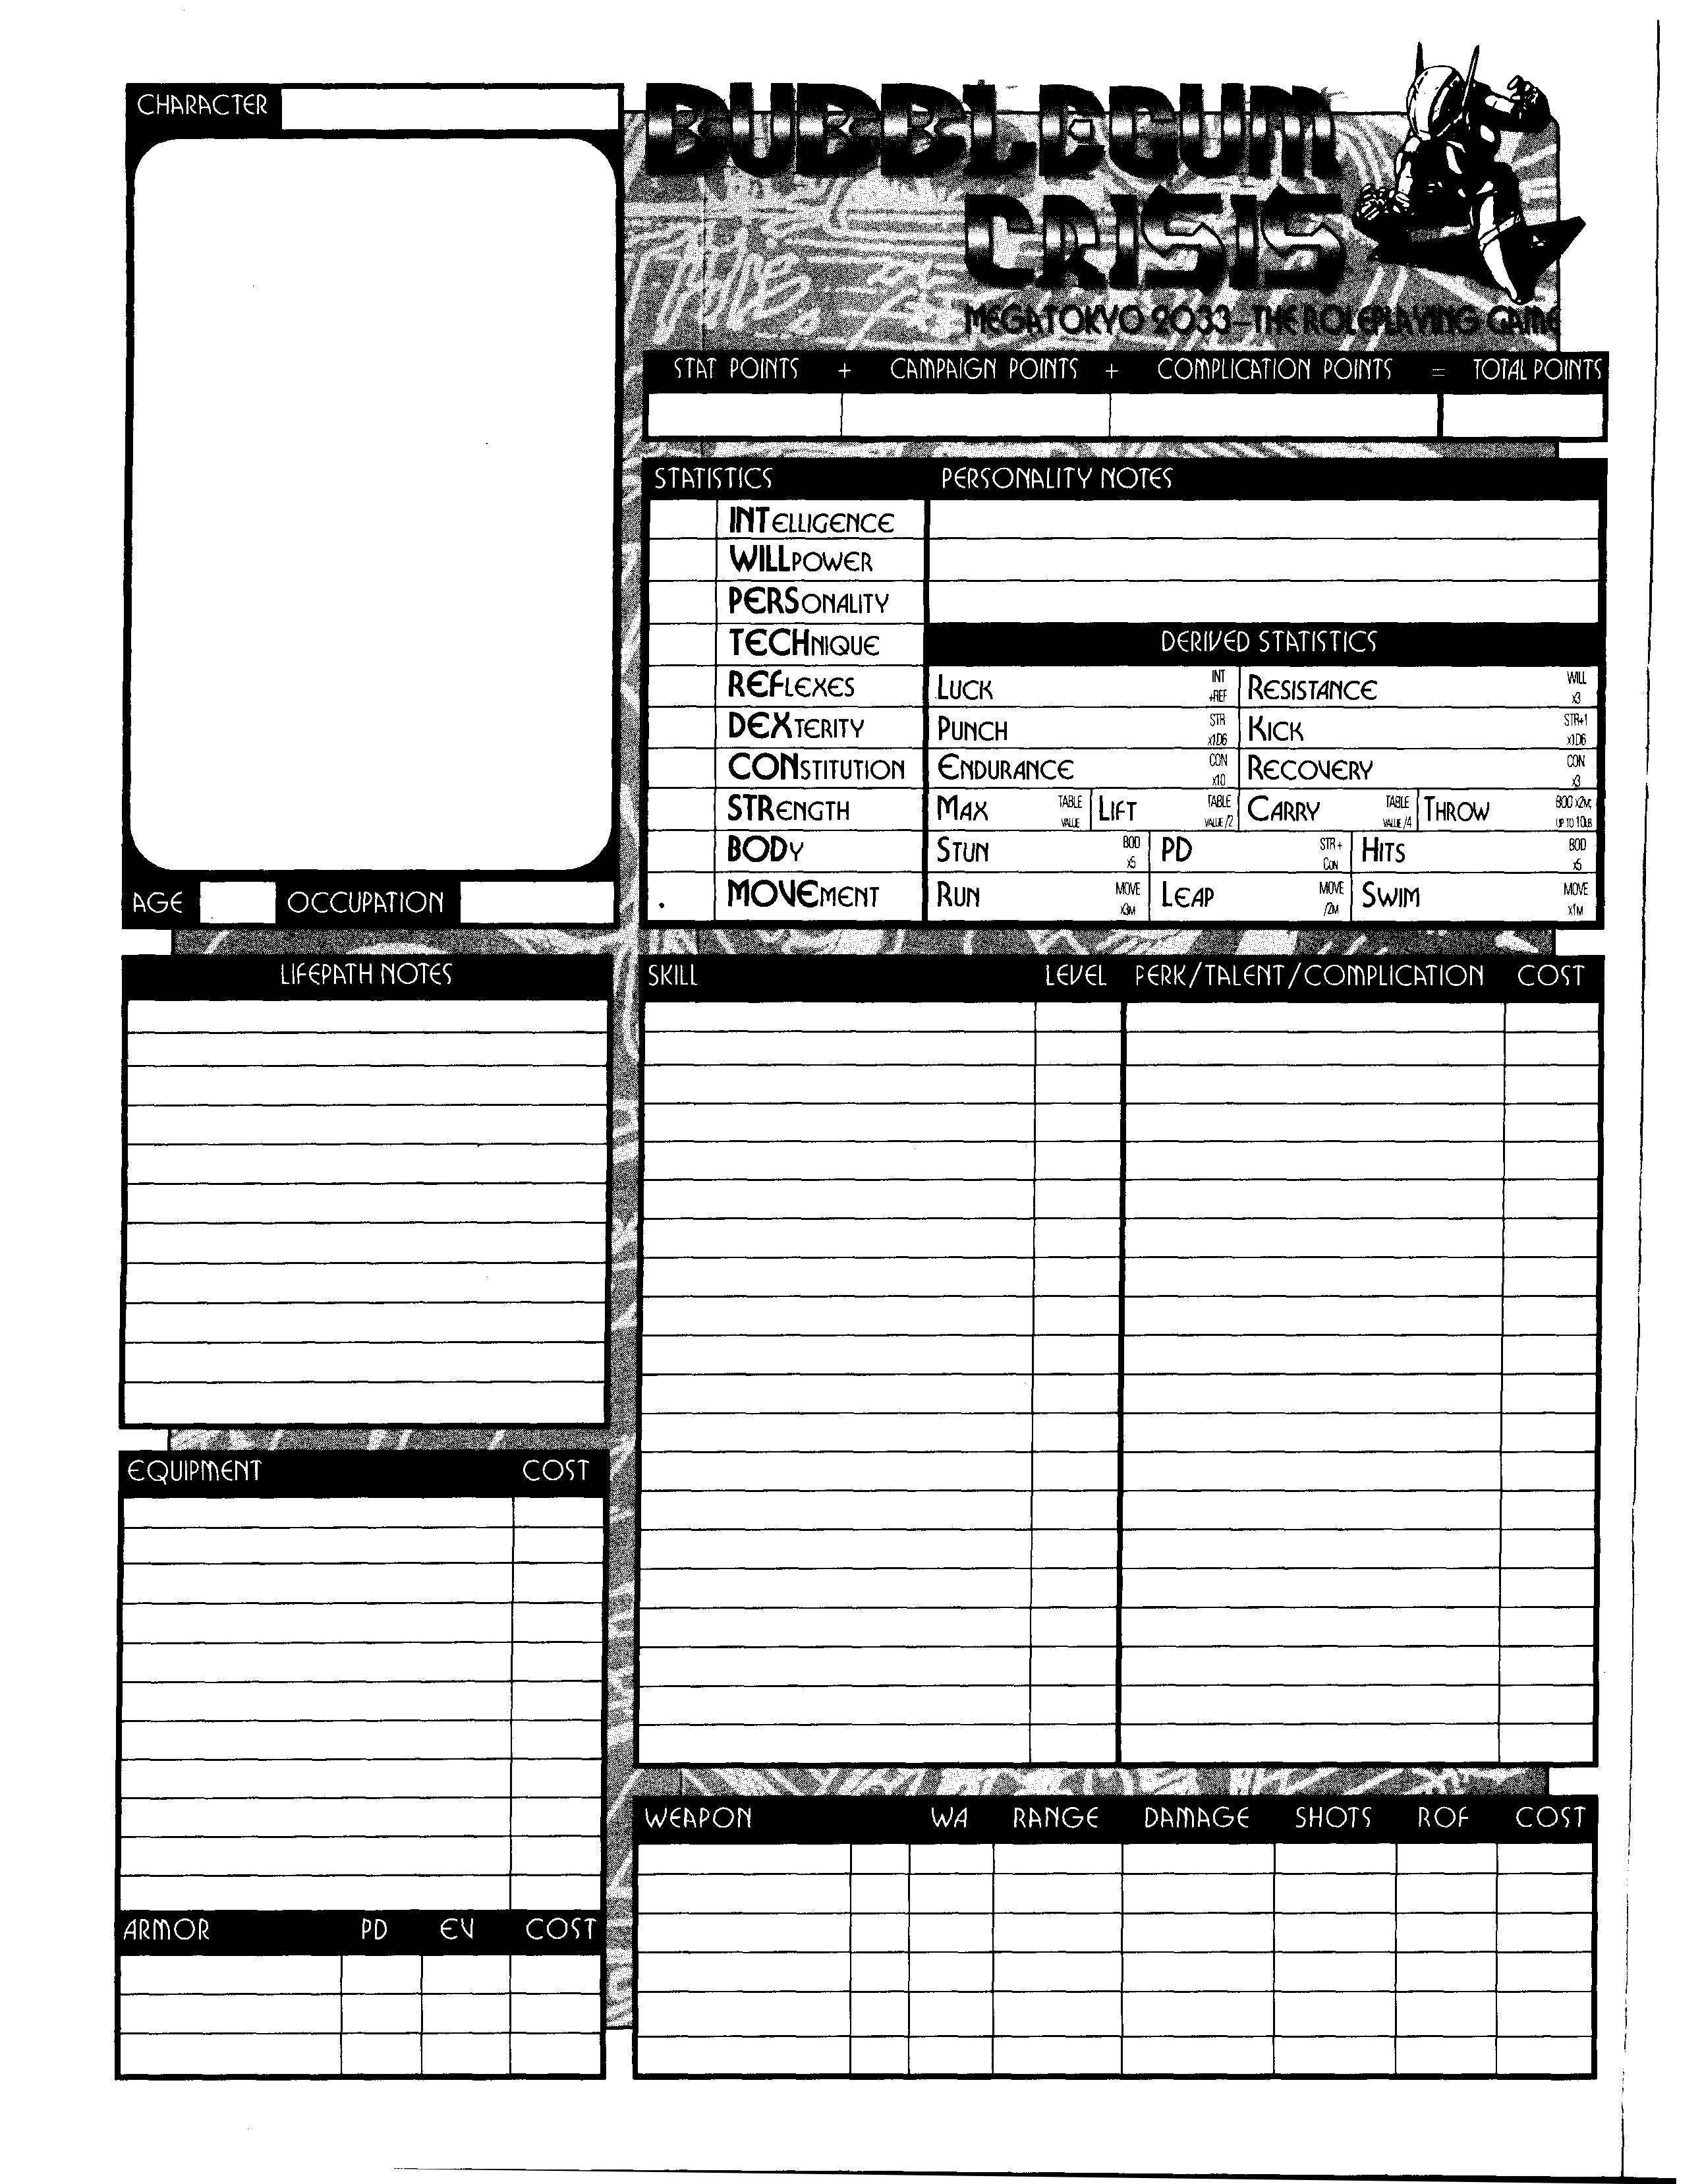 CHARACTER
BUBBLEGUM
CRISIS
MEGATOKYO 2033–THE ROLEPLAYING GAME
STAT POINTS + CAMPAIGN POINTS + COMPLICATION POINTS = TOTAL POINTS
STATISTICS PERSONALITY NOTES
INTELLIGENCE
WILLPOWER
PERSONALITY
TECHNIQUE
DERIVED STATISTICS
REFLEXES LUCK INT +REF RESISTANCE WILL x3
DEXTERITY PUNCH STR x1D6 KICK STR+1 x1D6
CONSTITUTION ENDURANCE CON x10 RECOVERY CON x3
STRENGTH MAX TABLE VALUE LIFT TABLE VALUE /2 CARRY TABLE VALUE /4 THROW BOD x2M; UP TO 10LB
BODY STUN BOD x5 PD STR+ CON HITS BOD x5
MOVEMENT RUN MOVE x3M LEAP MOVE /2M SWIM MOVE x1M
AGE OCCUPATION
LIFEPATH NOTES
SKILL LEVEL PERK/TALENT/COMPLICATION COST
EQUIPMENT COST
WEAPON WA RANGE DAMAGE SHOTS ROF COST
ARMOR PD EV COST